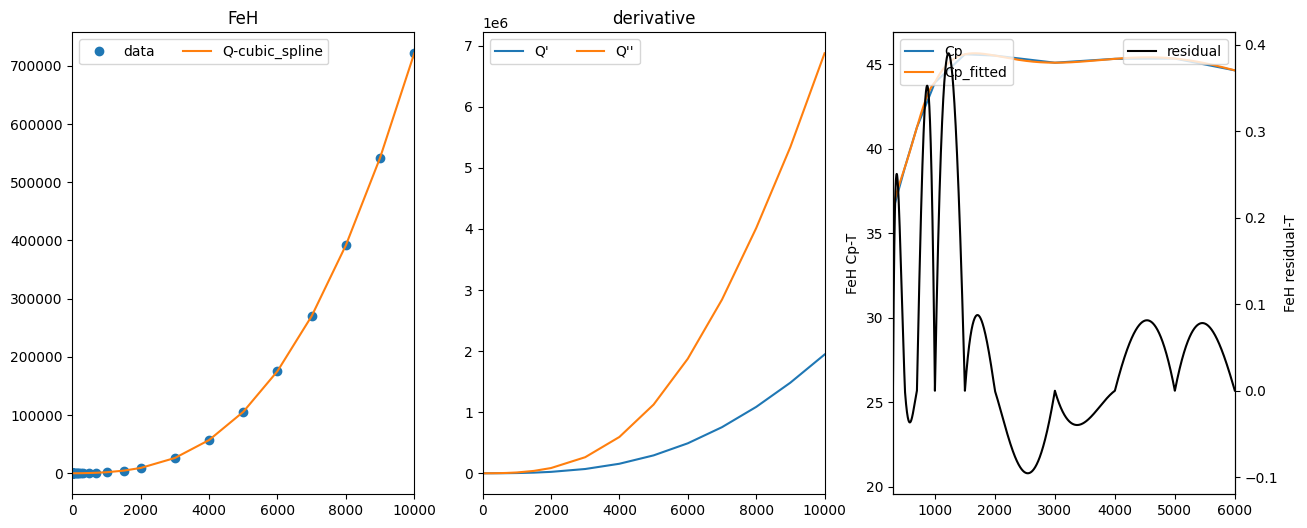 FeH
data
Q-cubic_spline
700000
600000
500000
400000
300000
200000
100000
0
0 2000 4000 6000 8000 10000
derivative
1e6
Q'
Q''
7
6
5
4
3
2
1
0
0 2000 4000 6000 8000 10000
Cp
Cp_fitted
residual
FeH Cp-T
45
40
35
30
25
20
1000 2000 3000 4000 5000 6000
0.4
0.3
0.2
0.1
0.0
−0.1
FeH residual-T